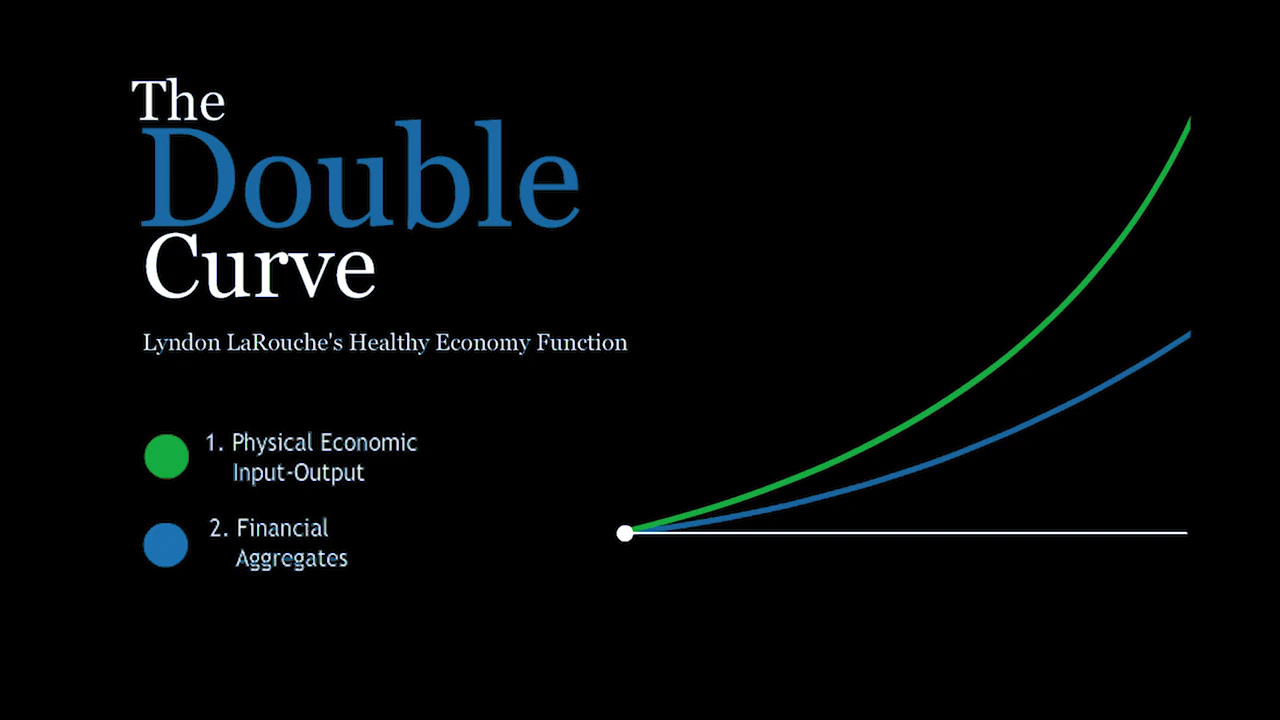 The
Double
Curve
Lyndon LaRouche's Healthy Economy Function
1. Physical Economic
Input-Output
2. Financial
Aggregates